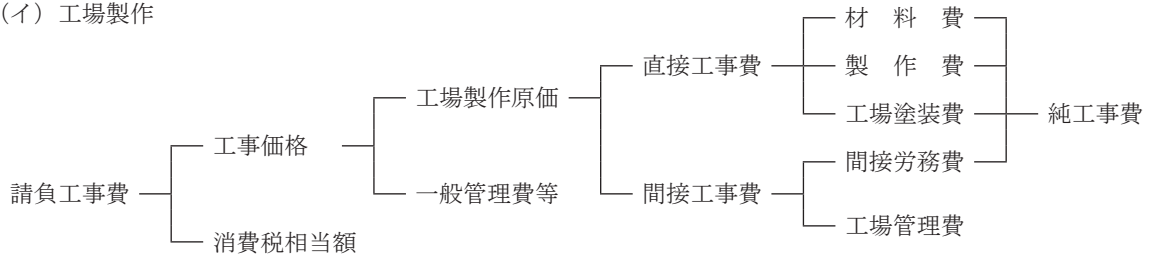 (イ) 工場製作
材 料 費
直接工事費
製 作 費
工場製作原価
工場塗装費
純工事費
工事価格
間接労務費
請負工事費
一般管理費等
間接工事費
工場管理費
消費税相当額